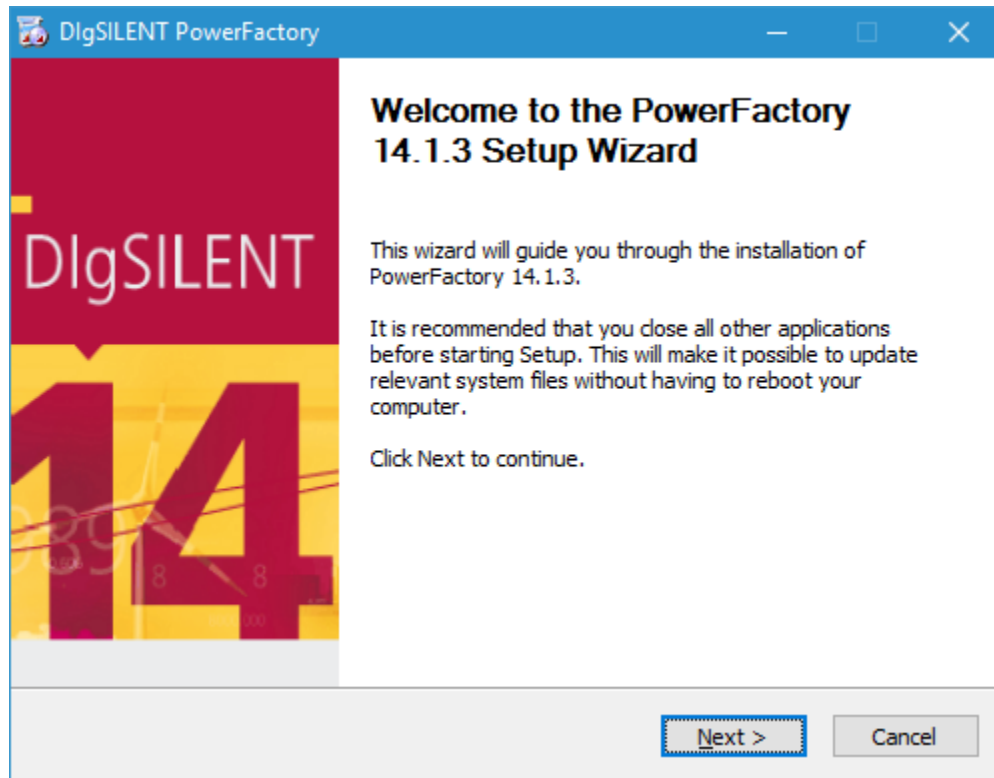 DIgSILENT PowerFactory
Welcome to the PowerFactory
14.1.3 Setup Wizard
DIgSILENT
This wizard will guide you through the installation of
PowerFactory 14.1.3.
It is recommended that you close all other applications
before starting Setup. This will make it possible to update
relevant system files without having to reboot your
computer.
Click Next to continue.
14
989
8 8
Next >
Cancel